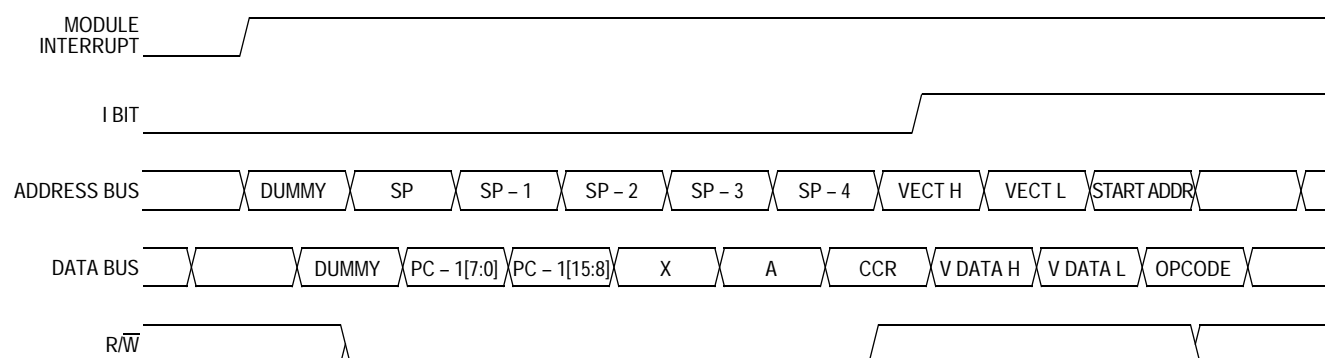 MODULE
INTERRUPT
I BIT
ADDRESS BUS DUMMY SP SP – 1 SP – 2 SP – 3 SP – 4 VECT H VECT L START ADDR
DATA BUS DUMMY PC – 1[7:0] PC – 1[15:8] X A CCR V DATA H V DATA L OPCODE
R/W̅